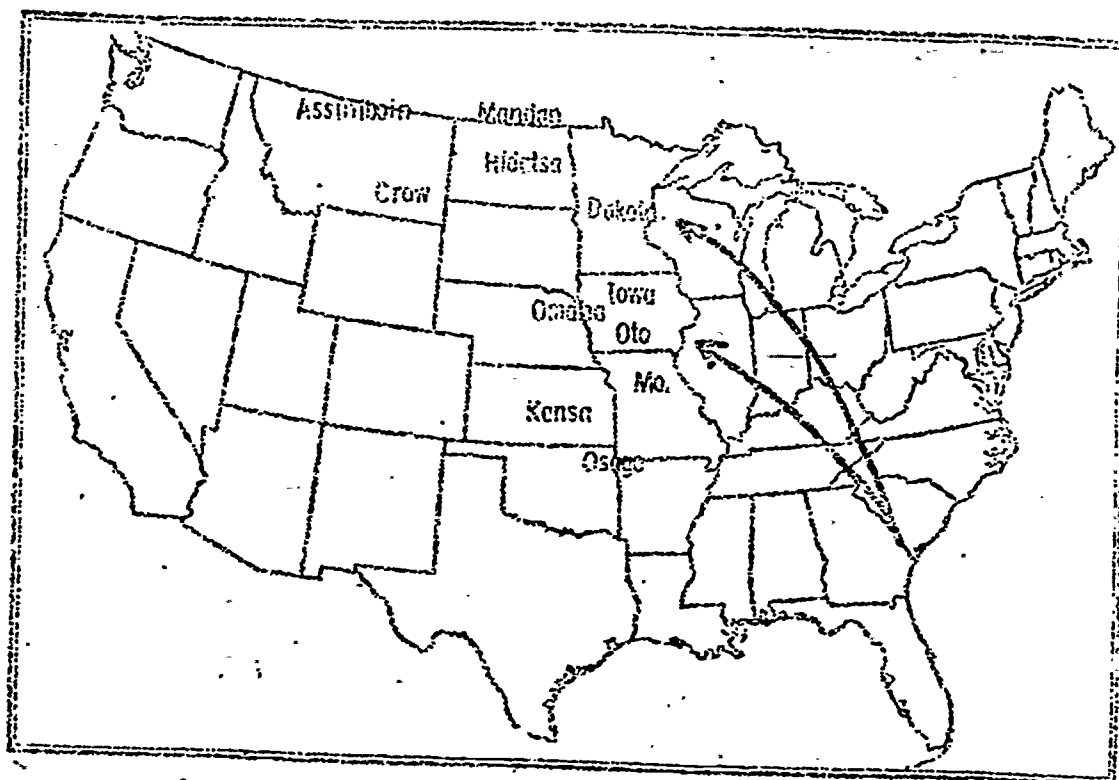 Assiniboin Mandan
Hidatsa
Crow
Dakota
Iowa
Omaha
Oto
Mo.
Kansa
Osage